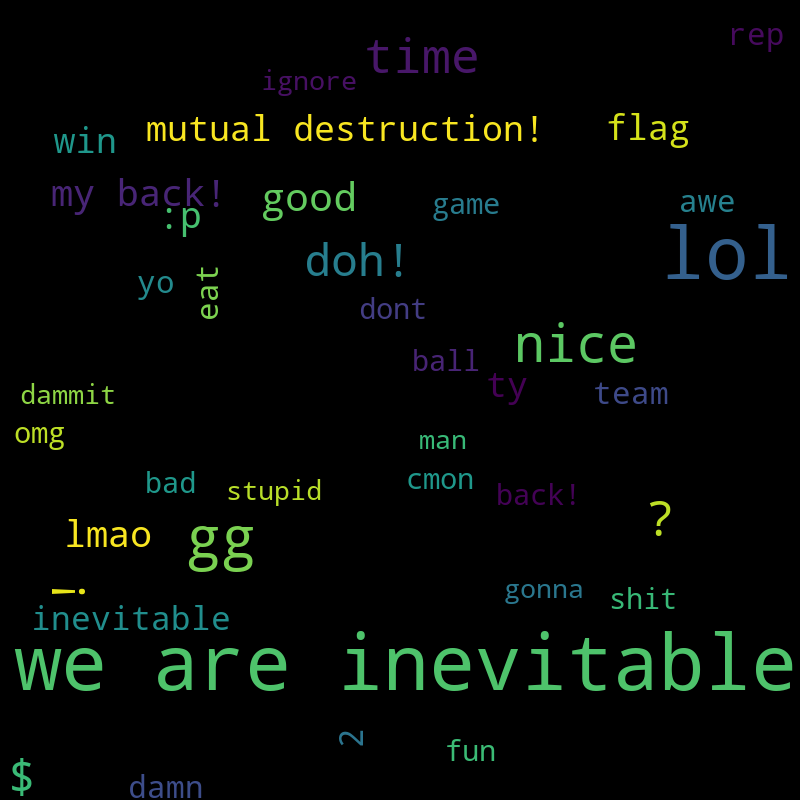 rep
time
ignore
mutual destruction!
flag
win
my back!
good
game
awe
:p
lol
doh!
yo
eat
dont
nice
ball
ty
team
dammit
omg
man
bad
stupid
cmon
back!
?
lmao
gg
!
gonna
shit
inevitable
we are inevitable
2
fun
$
damn